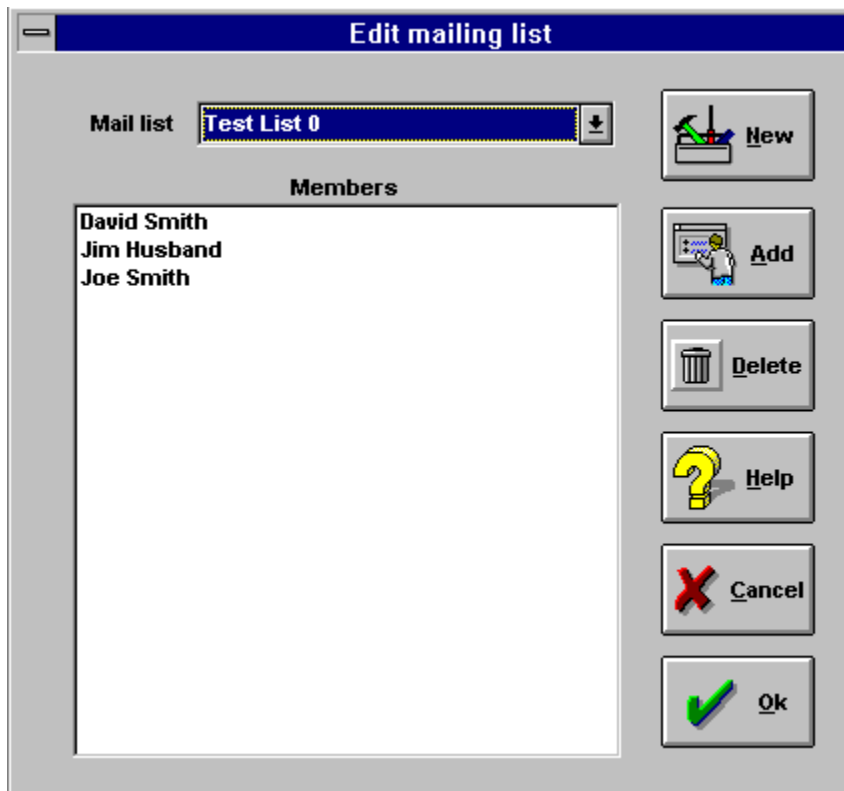 Edit mailing list
Mail list
Test List 0
New
Members
David Smith
Jim Husband
Joe Smith
Add
Delete
Help
Cancel
Ok